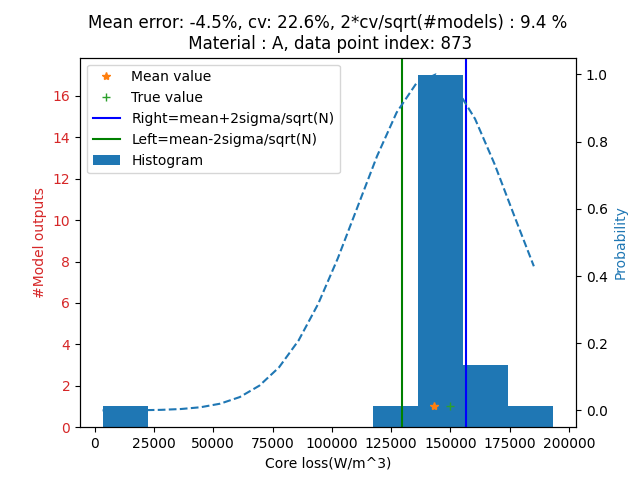 Mean error: -4.5%, cv: 22.6%, 2*cv/sqrt(#models) : 9.4 %
Material : A, data point index: 873
Mean value
True value
Right=mean+2sigma/sqrt(N)
Left=mean-2sigma/sqrt(N)
Histogram
#Model outputs
16
14
12
10
8
6
4
2
0
1.0
0.8
0.6
0.4
0.2
0.0
Probability
0 25000 50000 75000 100000 125000 150000 175000 200000
Core loss(W/m^3)